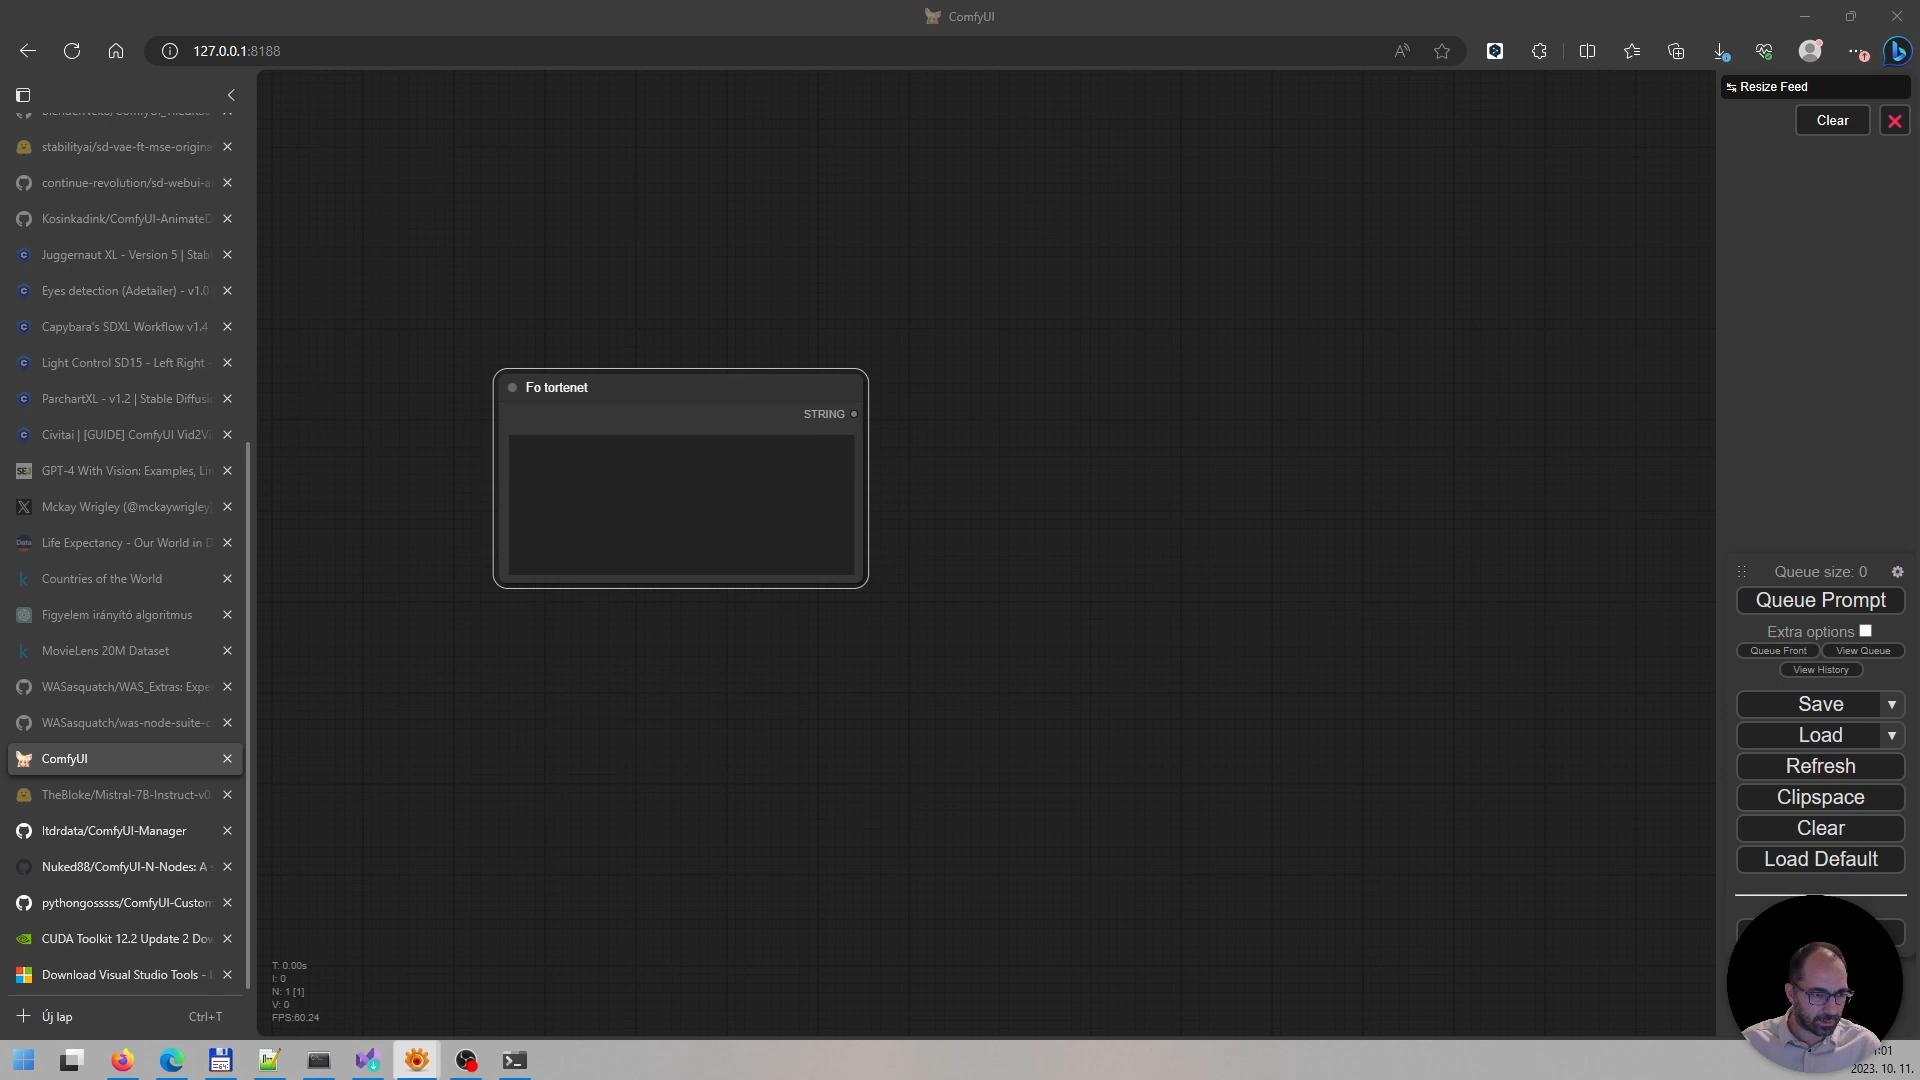 ComfyUI
127.0.0.1:8188
Resize Feed
Clear
stabilityai/sd-vae-ft-mse-origina
continue-revolution/sd-webui-a
Kosinkadink/ComfyUI-AnimateD
Juggernaut XL - Version 5 | Stab
Eyes detection (Adetailer) - v1.0
Capybara's SDXL Workflow v1.4
Light Control SD15 - Left Right -
ParchartXL - v1.2 | Stable Diffusi
Civitai | [GUIDE] ComfyUI Vid2Vi
GPT-4 With Vision: Examples, Lin
Mckay Wrigley (@mckaywrigley)
Life Expectancy - Our World in D
Countries of the World
Figyelem irányító algoritmus
MovieLens 20M Dataset
WASasquatch/WAS_Extras: Expe
WASasquatch/was-node-suite-c
ComfyUI
TheBloke/Mistral-7B-Instruct-v0.
ltdrdata/ComfyUI-Manager
Nuked88/ComfyUI-N-Nodes: A s
pythongosssss/ComfyUI-Custom
CUDA Toolkit 12.2 Update 2 Dow
Download Visual Studio Tools - I
Új lap Ctrl+T
Fo tortenet
STRING
T: 0.00s
I: 0
N: 1 [1]
V: 0
FPS:60.24
Queue size: 0
Queue Prompt
Extra options
Queue Front View Queue
View History
Save
Load
Refresh
Clipspace
Clear
Load Default
:01
2023. 10. 11.